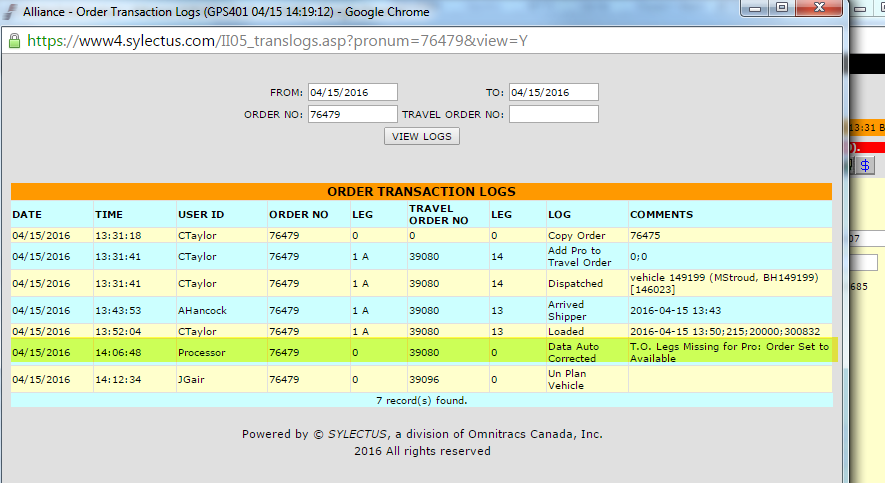 Alliance - Order Transaction Logs (GPS401 04/15 14:19:12) - Google Chrome
https://www4.sylectus.com/II05_translogs.asp?pronum=76479&view=Y
FROM: 04/15/2016 TO: 04/15/2016
ORDER NO: 76479 TRAVEL ORDER NO:
VIEW LOGS
13:31 B
).
$
07
685
ORDER TRANSACTION LOGS
DATE TIME USER ID ORDER NO LEG TRAVEL ORDER NO LEG LOG COMMENTS
04/15/2016 13:31:18 CTaylor 76479 0 0 0 Copy Order 76475
04/15/2016 13:31:41 CTaylor 76479 1 A 39080 14 Add Pro to Travel Order 0;0
04/15/2016 13:31:41 CTaylor 76479 1 A 39080 14 Dispatched vehicle 149199 (MStroud, BH149199) [146023]
04/15/2016 13:43:53 AHancock 76479 1 A 39080 13 Arrived Shipper 2016-04-15 13:43
04/15/2016 13:52:04 CTaylor 76479 1 A 39080 13 Loaded 2016-04-15 13:50;215;20000;300832
04/15/2016 14:06:48 Processor 76479 0 39080 0 Data Auto Corrected T.O. Legs Missing for Pro: Order Set to Available
04/15/2016 14:12:34 JGair 76479 0 39096 0 Un Plan Vehicle
7 record(s) found.
Powered by © SYLECTUS, a division of Omnitracs Canada, Inc.
2016 All rights reserved